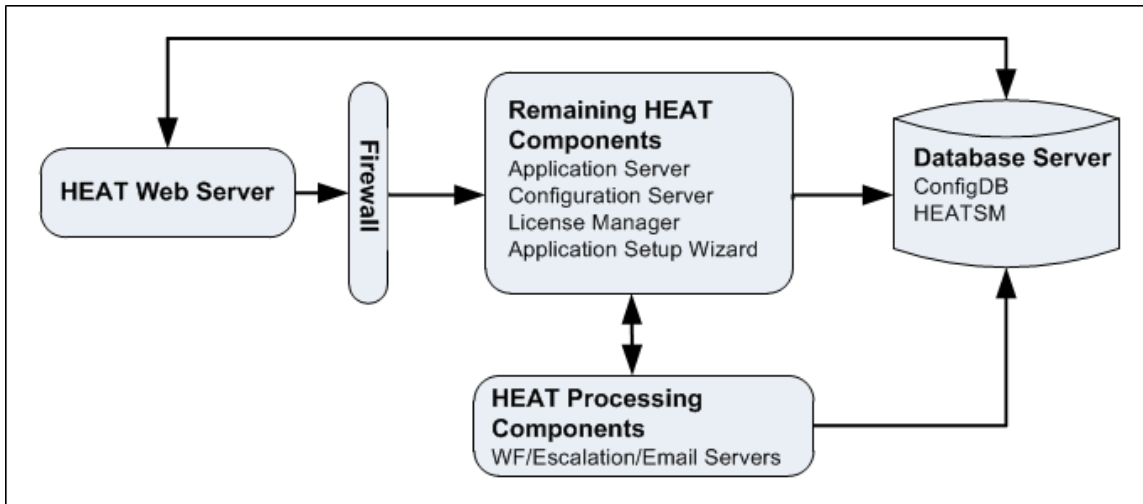 HEAT Web Server
Firewall
Remaining HEAT
Components
Application Server
Configuration Server
License Manager
Application Setup Wizard
Database Server
ConfigDB
HEATSM
HEAT Processing
Components
WF/Escalation/Email Servers